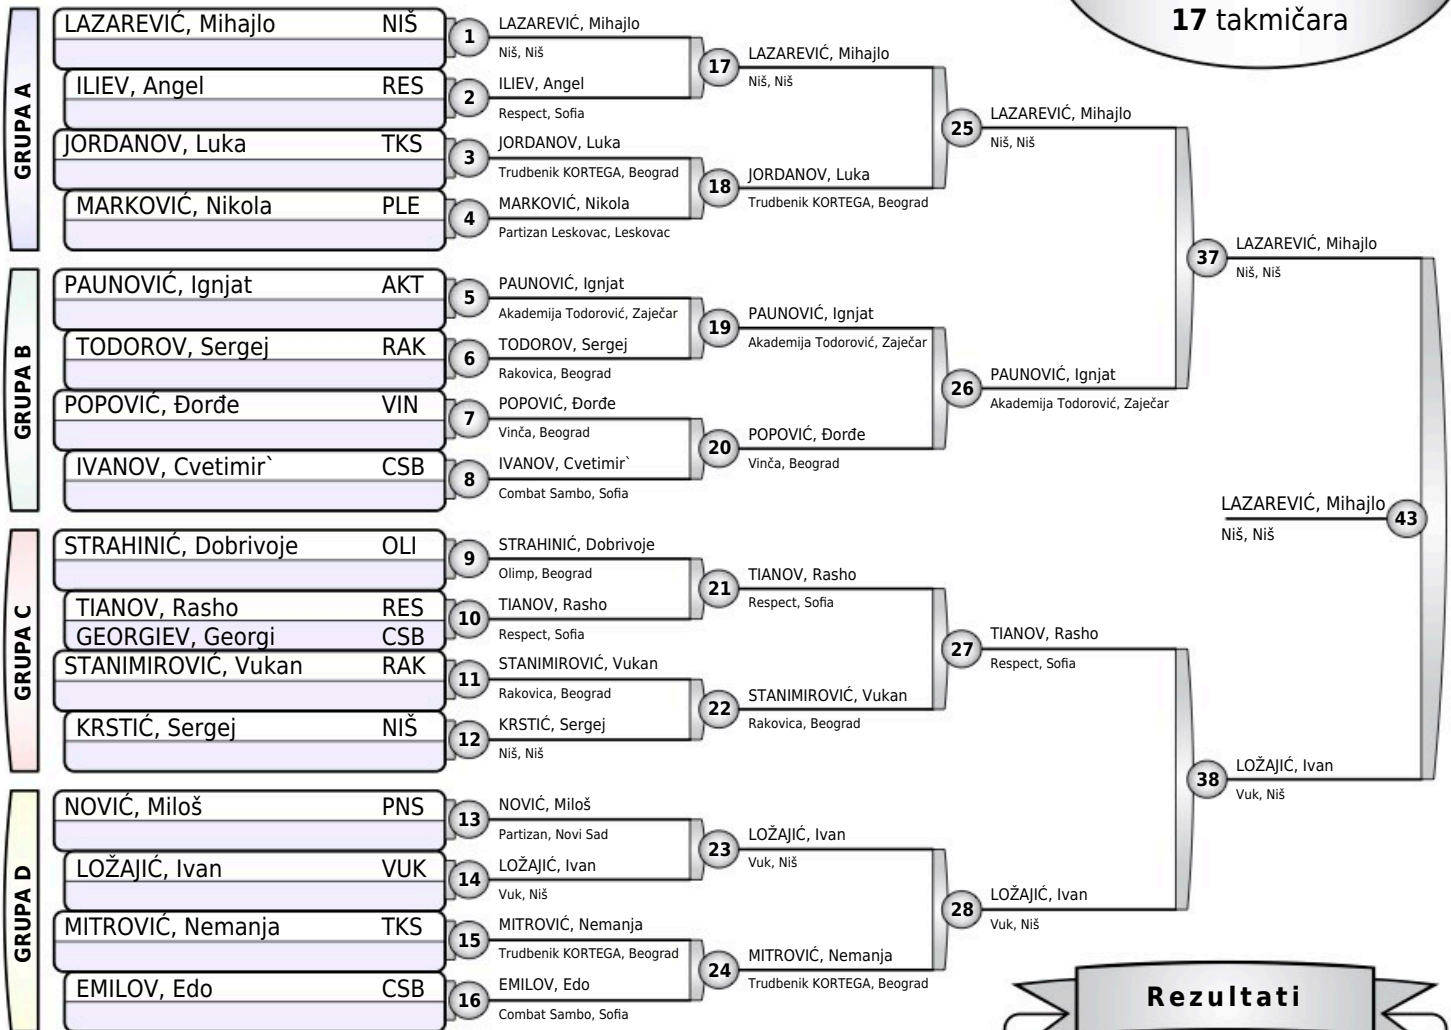 17 takmičara
GRUPA A
LAZAREVIĆ, Mihajlo NIŠ
ILIEV, Angel RES
JORDANOV, Luka TKS
MARKOVIĆ, Nikola PLE
GRUPA B
PAUNOVIĆ, Ignjat AKT
TODOROV, Sergej RAK
POPOVIĆ, Đorđe VIN
IVANOV, Cvetimir` CSB
GRUPA C
STRAHINIĆ, Dobrivoje OLI
TIANOV, Rasho RES
GEORGIEV, Georgi CSB
STANIMIROVIĆ, Vukan RAK
KRSTIĆ, Sergej NIŠ
GRUPA D
NOVIĆ, Miloš PNS
LOŽAJIĆ, Ivan VUK
MITROVIĆ, Nemanja TKS
EMILOV, Edo CSB
1 LAZAREVIĆ, Mihajlo
Niš, Niš
2 ILIEV, Angel
Respect, Sofia
3 JORDANOV, Luka
Trudbenik KORTEGA, Beograd
4 MARKOVIĆ, Nikola
Partizan Leskovac, Leskovac
5 PAUNOVIĆ, Ignjat
Akademija Todorović, Zaječar
6 TODOROV, Sergej
Rakovica, Beograd
7 POPOVIĆ, Đorđe
Vinča, Beograd
8 IVANOV, Cvetimir`
Combat Sambo, Sofia
9 STRAHINIĆ, Dobrivoje
Olimp, Beograd
10 TIANOV, Rasho
Respect, Sofia
11 STANIMIROVIĆ, Vukan
Rakovica, Beograd
12 KRSTIĆ, Sergej
Niš, Niš
13 NOVIĆ, Miloš
Partizan, Novi Sad
14 LOŽAJIĆ, Ivan
Vuk, Niš
15 MITROVIĆ, Nemanja
Trudbenik KORTEGA, Beograd
16 EMILOV, Edo
Combat Sambo, Sofia
17 LAZAREVIĆ, Mihajlo
Niš, Niš
18 JORDANOV, Luka
Trudbenik KORTEGA, Beograd
19 PAUNOVIĆ, Ignjat
Akademija Todorović, Zaječar
20 POPOVIĆ, Đorđe
Vinča, Beograd
21 TIANOV, Rasho
Respect, Sofia
22 STANIMIROVIĆ, Vukan
Rakovica, Beograd
23 LOŽAJIĆ, Ivan
Vuk, Niš
24 MITROVIĆ, Nemanja
Trudbenik KORTEGA, Beograd
25 LAZAREVIĆ, Mihajlo
Niš, Niš
26 PAUNOVIĆ, Ignjat
Akademija Todorović, Zaječar
27 TIANOV, Rasho
Respect, Sofia
28 LOŽAJIĆ, Ivan
Vuk, Niš
37 LAZAREVIĆ, Mihajlo
Niš, Niš
38 LOŽAJIĆ, Ivan
Vuk, Niš
LAZAREVIĆ, Mihajlo 43
Niš, Niš
Rezultati